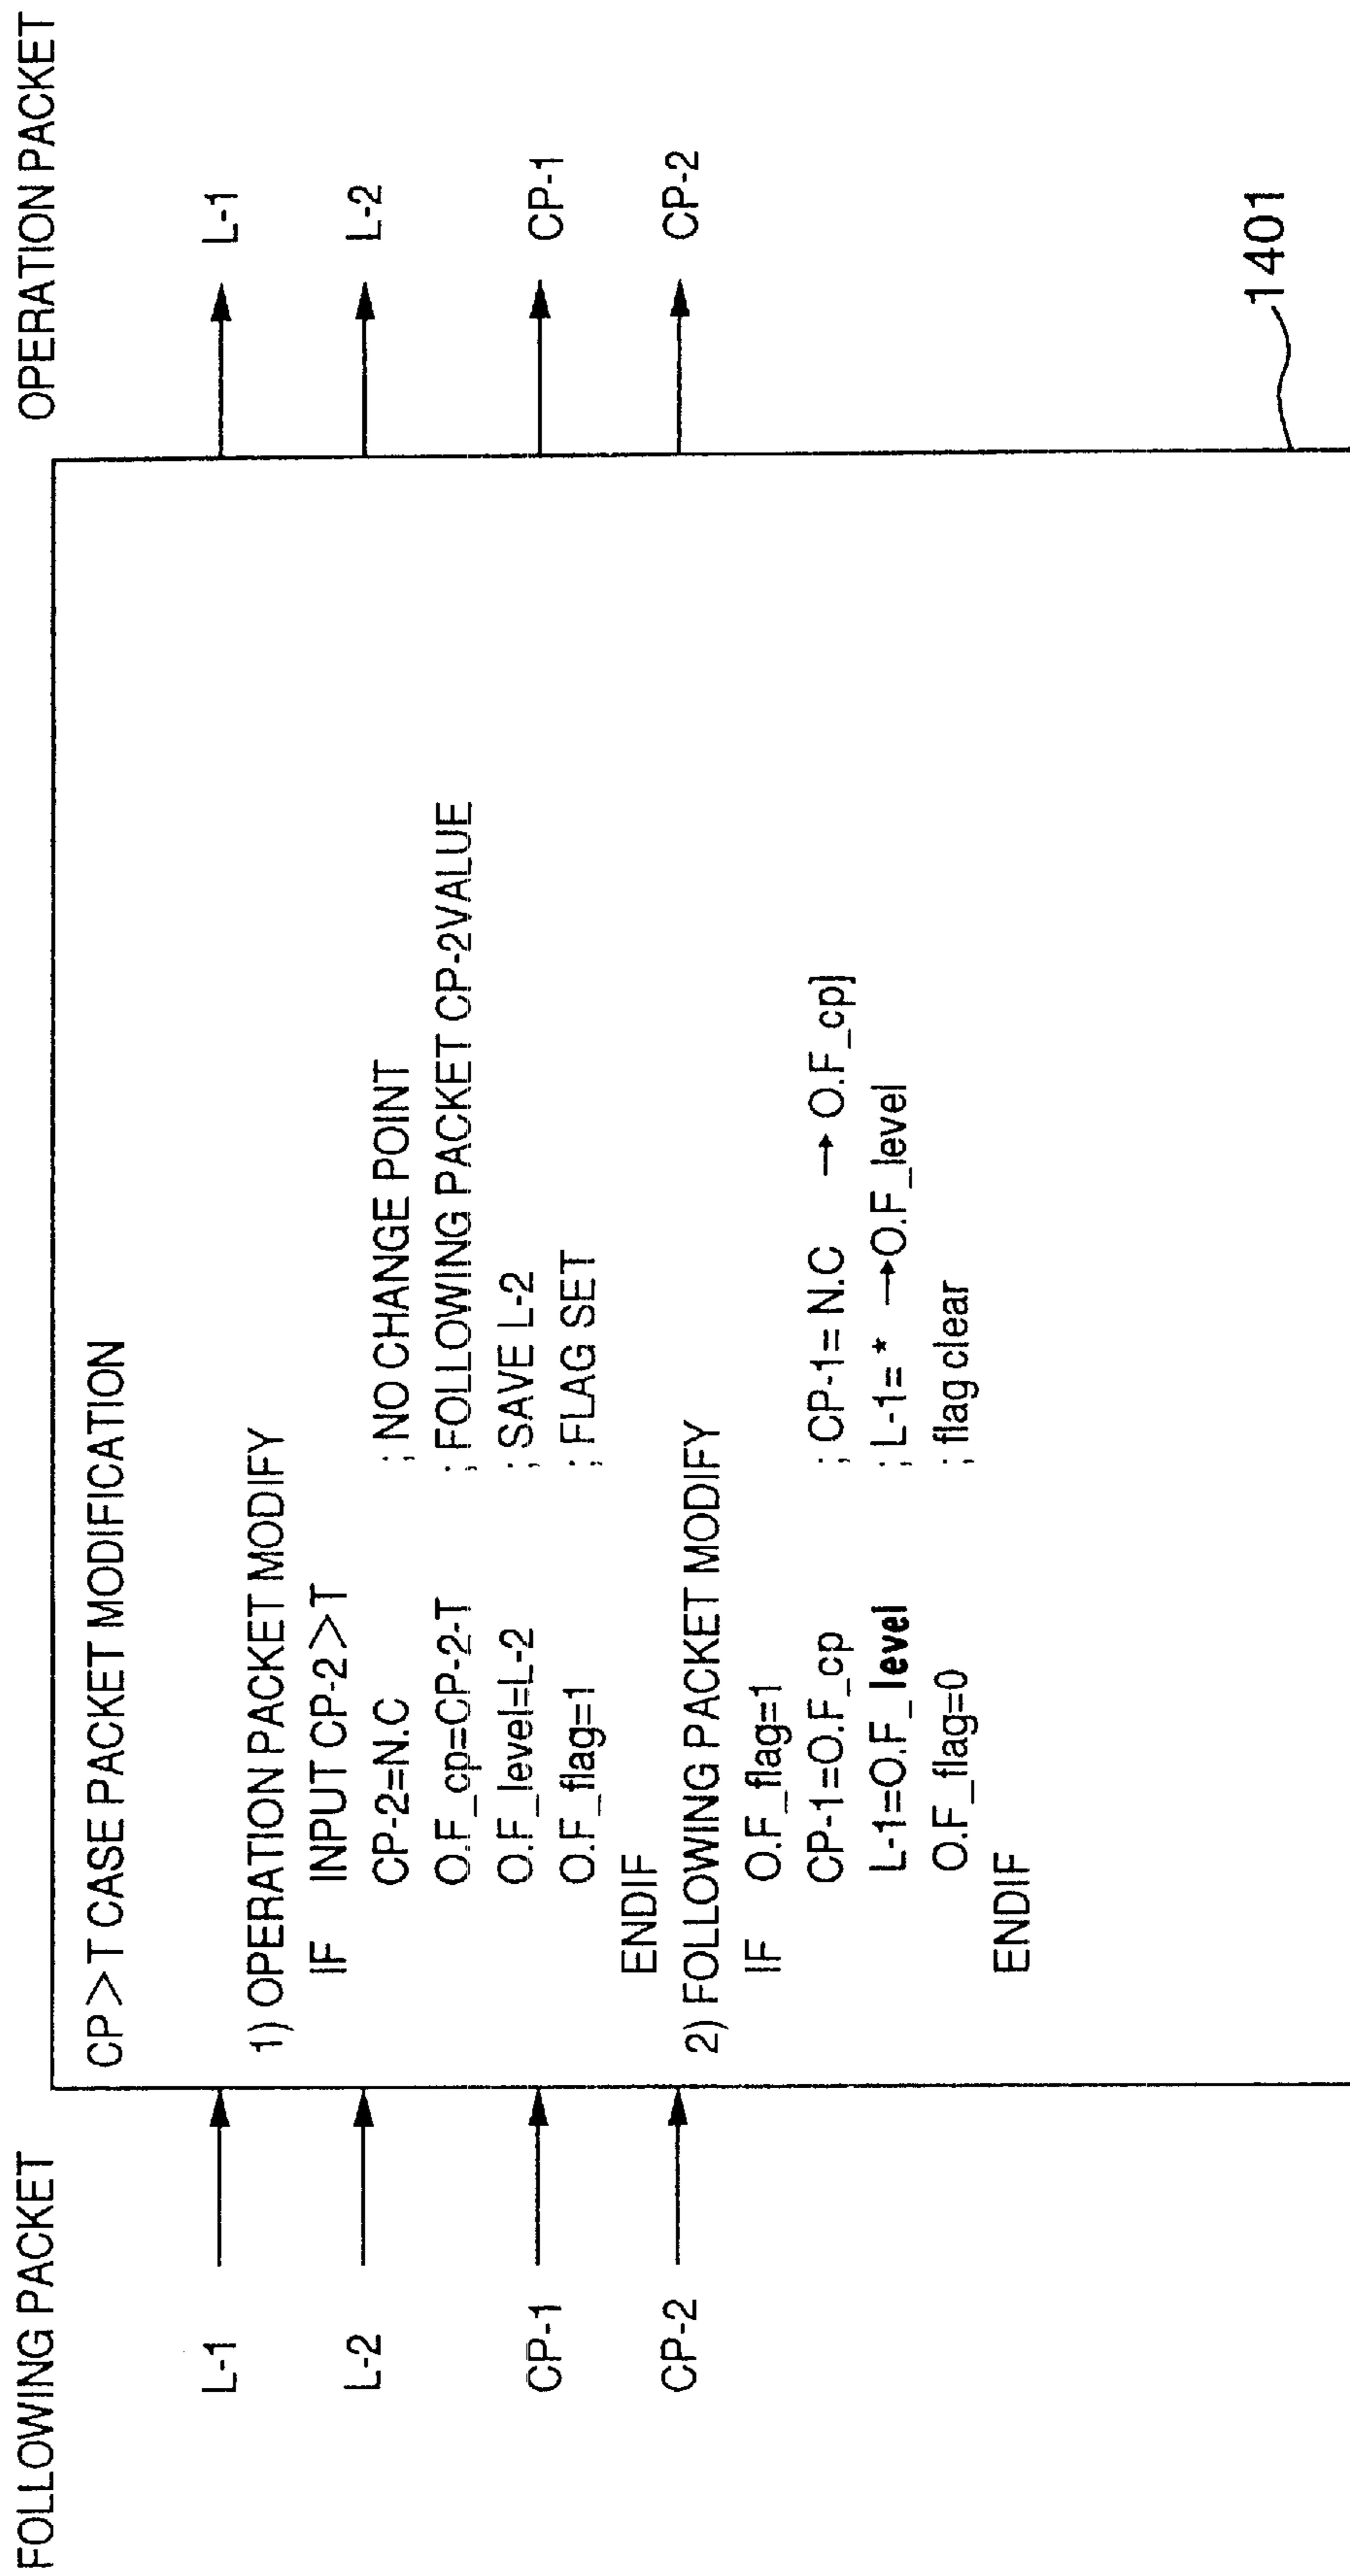 FOLLOWING PACKET
OPERATION PACKET
CP>T CASE PACKET MODIFICATION
L-1
L-1
1) OPERATION PACKET MODIFY
IF INPUT CP-2>T
L-2
L-2
CP-2=N.C ; NO CHANGE POINT
O.F_cp=CP-2-T ; FOLLOWING PACKET CP-2VALUE
O.F_level=L-2 ; SAVE L-2
CP-1
CP-1
O.F_flag=1 ; FLAG SET
ENDIF
CP-2
CP-2
2) FOLLOWING PACKET MODIFY
IF O.F_flag=1
CP-1=O.F_cp ; CP-1= N.C → O.F_cp]
L-1=O.F_level ; L-1= * →O.F_level
O.F_flag=0 ; flag clear
ENDIF
1401